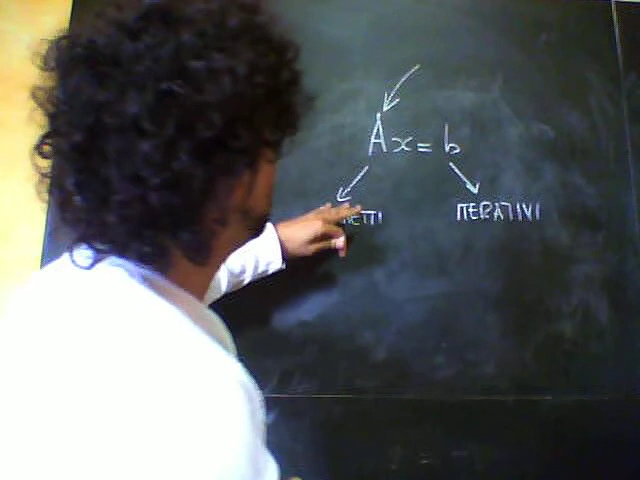 Ax = b
ITERATIVI